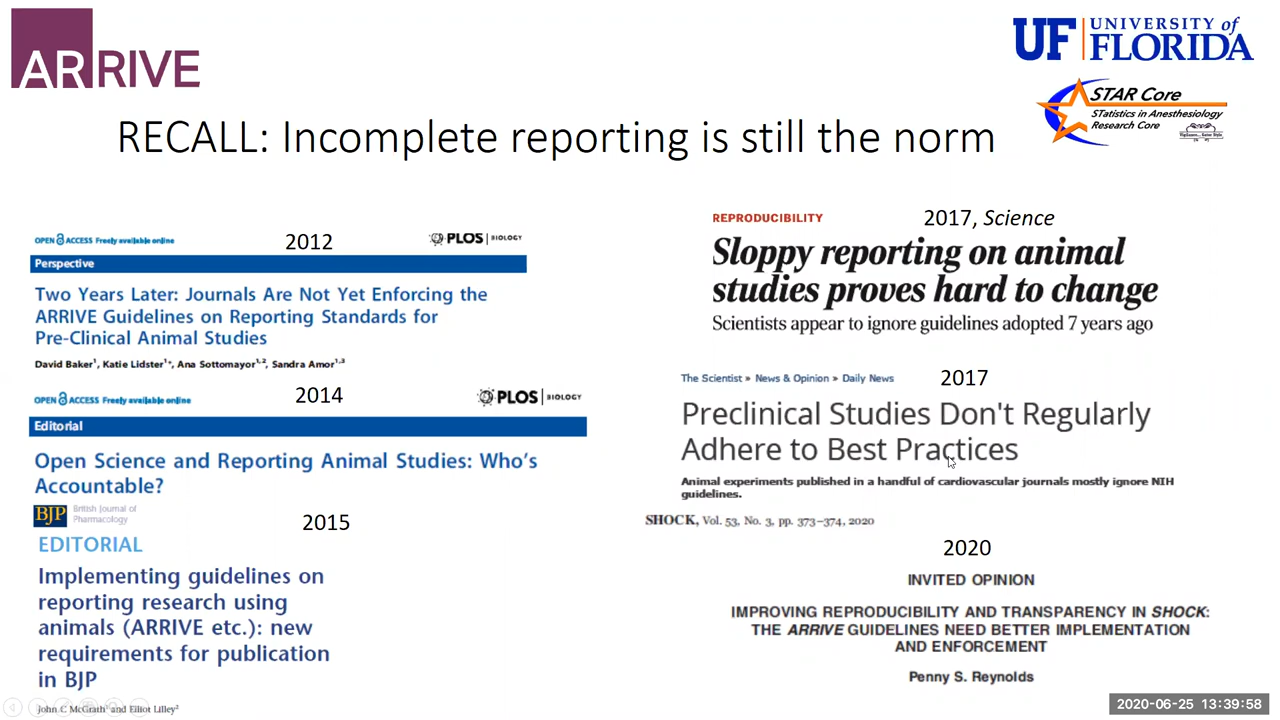 ARRIVE
UF UNIVERSITY of FLORIDA
STAR Core
STatistics in Anesthesiology
Research Core
RECALL: Incomplete reporting is still the norm
OPEN ACCESS Freely available online
2012
PLOS BIOLOGY
Perspective
Two Years Later: Journals Are Not Yet Enforcing the
ARRIVE Guidelines on Reporting Standards for
Pre-Clinical Animal Studies
David Baker1, Katie Lidster1*, Ana Sottomayor1,2, Sandra Amor1,3
OPEN ACCESS Freely available online
2014
PLOS BIOLOGY
Editorial
Open Science and Reporting Animal Studies: Who's
Accountable?
BJP British Journal of
Pharmacology
2015
EDITORIAL
Implementing guidelines on
reporting research using
animals (ARRIVE etc.): new
requirements for publication
in BJP
John C McGrath1 and Elliot Lilley2
REPRODUCIBILITY
2017, Science
Sloppy reporting on animal
studies proves hard to change
Scientists appear to ignore guidelines adopted 7 years ago
The Scientist » News & Opinion » Daily News
2017
Preclinical Studies Don't Regularly
Adhere to Best Practices
Animal experiments published in a handful of cardiovascular journals mostly ignore NIH
guidelines.
SHOCK, Vol. 53, No. 3, pp. 373–374, 2020
2020
INVITED OPINION
IMPROVING REPRODUCIBILITY AND TRANSPARENCY IN SHOCK:
THE ARRIVE GUIDELINES NEED BETTER IMPLEMENTATION
AND ENFORCEMENT
Penny S. Reynolds
2020-06-25 13:39:58